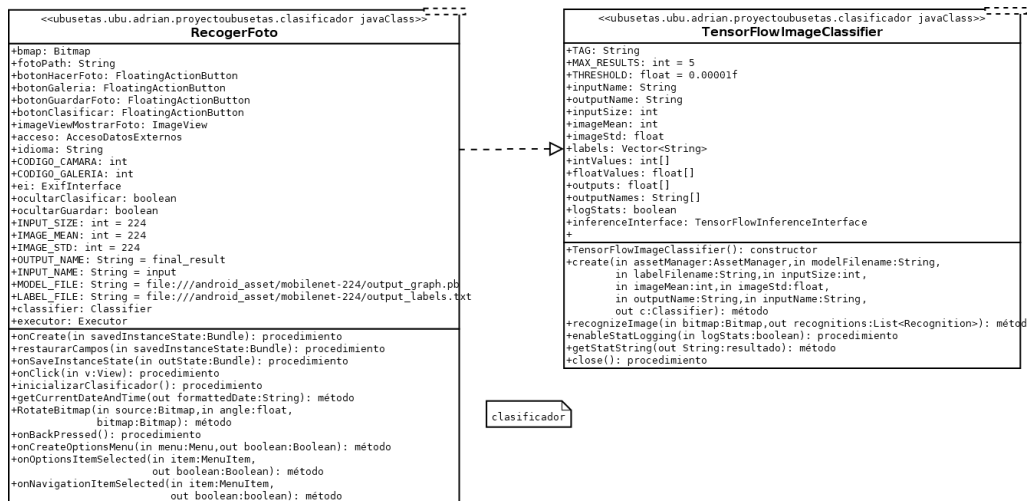 <<ubusetas.ubu.adrian.proyectoubusetas.clasificador javaClass>>
RecogerFoto
+bmap: Bitmap
+fotoPath: String
+botonHacerFoto: FloatingActionButton
+botonGaleria: FloatingActionButton
+botonGuardarFoto: FloatingActionButton
+botonClasificar: FloatingActionButton
+imageViewMostrarFoto: ImageView
+acceso: AccesoDatosExternos
+idioma: String
+CODIGO_CAMARA: int
+CODIGO_GALERIA: int
+ei: ExifInterface
+ocultarClasificar: boolean
+ocultarGuardar: boolean
+INPUT_SIZE: int = 224
+IMAGE_MEAN: int = 224
+IMAGE_STD: int = 224
+OUTPUT_NAME: String = final_result
+INPUT_NAME: String = input
+MODEL_FILE: String = file:///android_asset/mobilenet-224/output_graph.pb
+LABEL_FILE: String = file:///android_asset/mobilenet-224/output_labels.txt
+classifier: Classifier
+executor: Executor
+onCreate(in savedInstanceState:Bundle): procedimiento
+restaurarCampos(in savedInstanceState:Bundle): procedimiento
+onSaveInstanceState(in outState:Bundle): procedimiento
+onClick(in v:View): procedimiento
+inicializarClasificador(): procedimiento
+getCurrentDateAndTime(out formattedDate:String): método
+RotateBitmap(in source:Bitmap,in angle:float,
bitmap:Bitmap): método
+onBackPressed(): procedimiento
+onCreateOptionsMenu(in menu:Menu,out boolean:Boolean): método
+onOptionsItemSelected(in item:MenuItem,
out boolean:Boolean): método
+onNavigationItemSelected(in item:MenuItem,
out boolean:boolean): método
<<ubusetas.ubu.adrian.proyectoubusetas.clasificador javaClass>>
TensorFlowImageClassifier
+TAG: String
+MAX_RESULTS: int = 5
+THRESHOLD: float = 0.00001f
+inputName: String
+outputName: String
+inputSize: int
+imageMean: int
+imageStd: float
+labels: Vector<String>
+intValues: int[]
+floatValues: float[]
+outputs: float[]
+outputNames: String[]
+logStats: boolean
+inferenceInterface: TensorFlowInferenceInterface
+
+TensorFlowImageClassifier(): constructor
+create(in assetManager:AssetManager,in modelFilename:String,
in labelFilename:String,in inputSize:int,
in imageMean:int,in imageStd:float,
in outputName:String,in inputName:String,
out c:Classifier): método
+recognizeImage(in bitmap:Bitmap,out recognitions:List<Recognition>): método
+enableStatLogging(in logStats:boolean): procedimiento
+getStatString(out String:resultado): método
+close(): procedimiento
clasificador